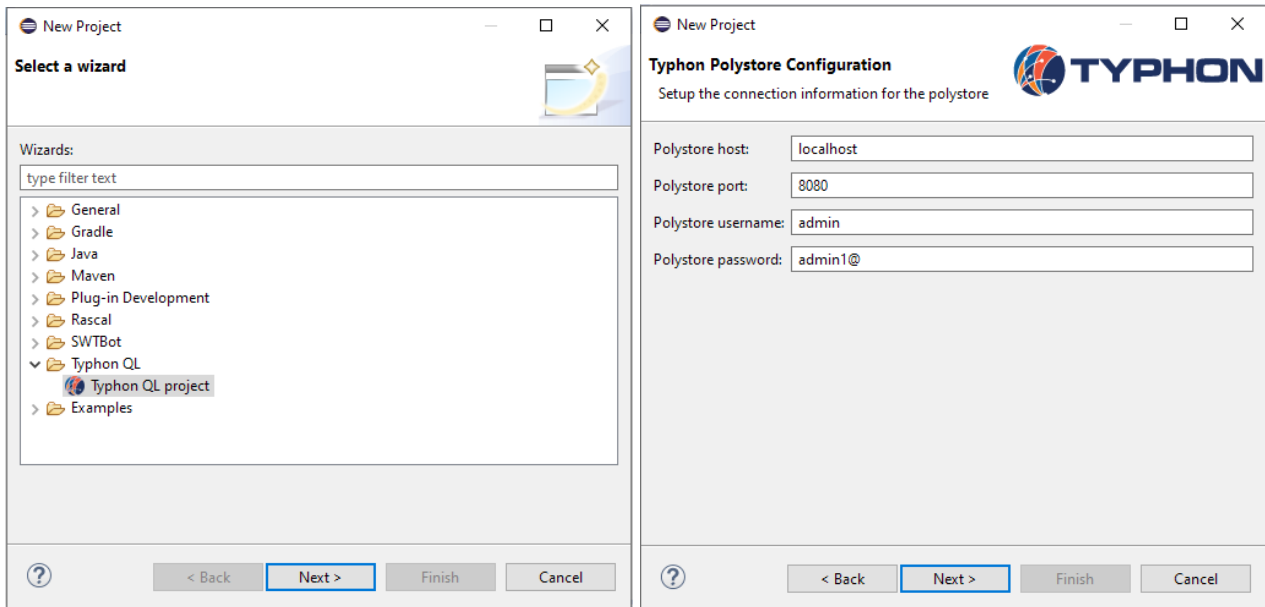 New Project
Select a wizard
Wizards:
type filter text
General
Gradle
Java
Maven
Plug-in Development
Rascal
SWTBot
Typhon QL
Typhon QL project
Examples
?
< Back
Next >
Finish
Cancel
New Project
Typhon Polystore Configuration
Setup the connection information for the polystore
TYPHON
Polystore host: localhost
Polystore port: 8080
Polystore username: admin
Polystore password: admin1@
?
< Back
Next >
Finish
Cancel